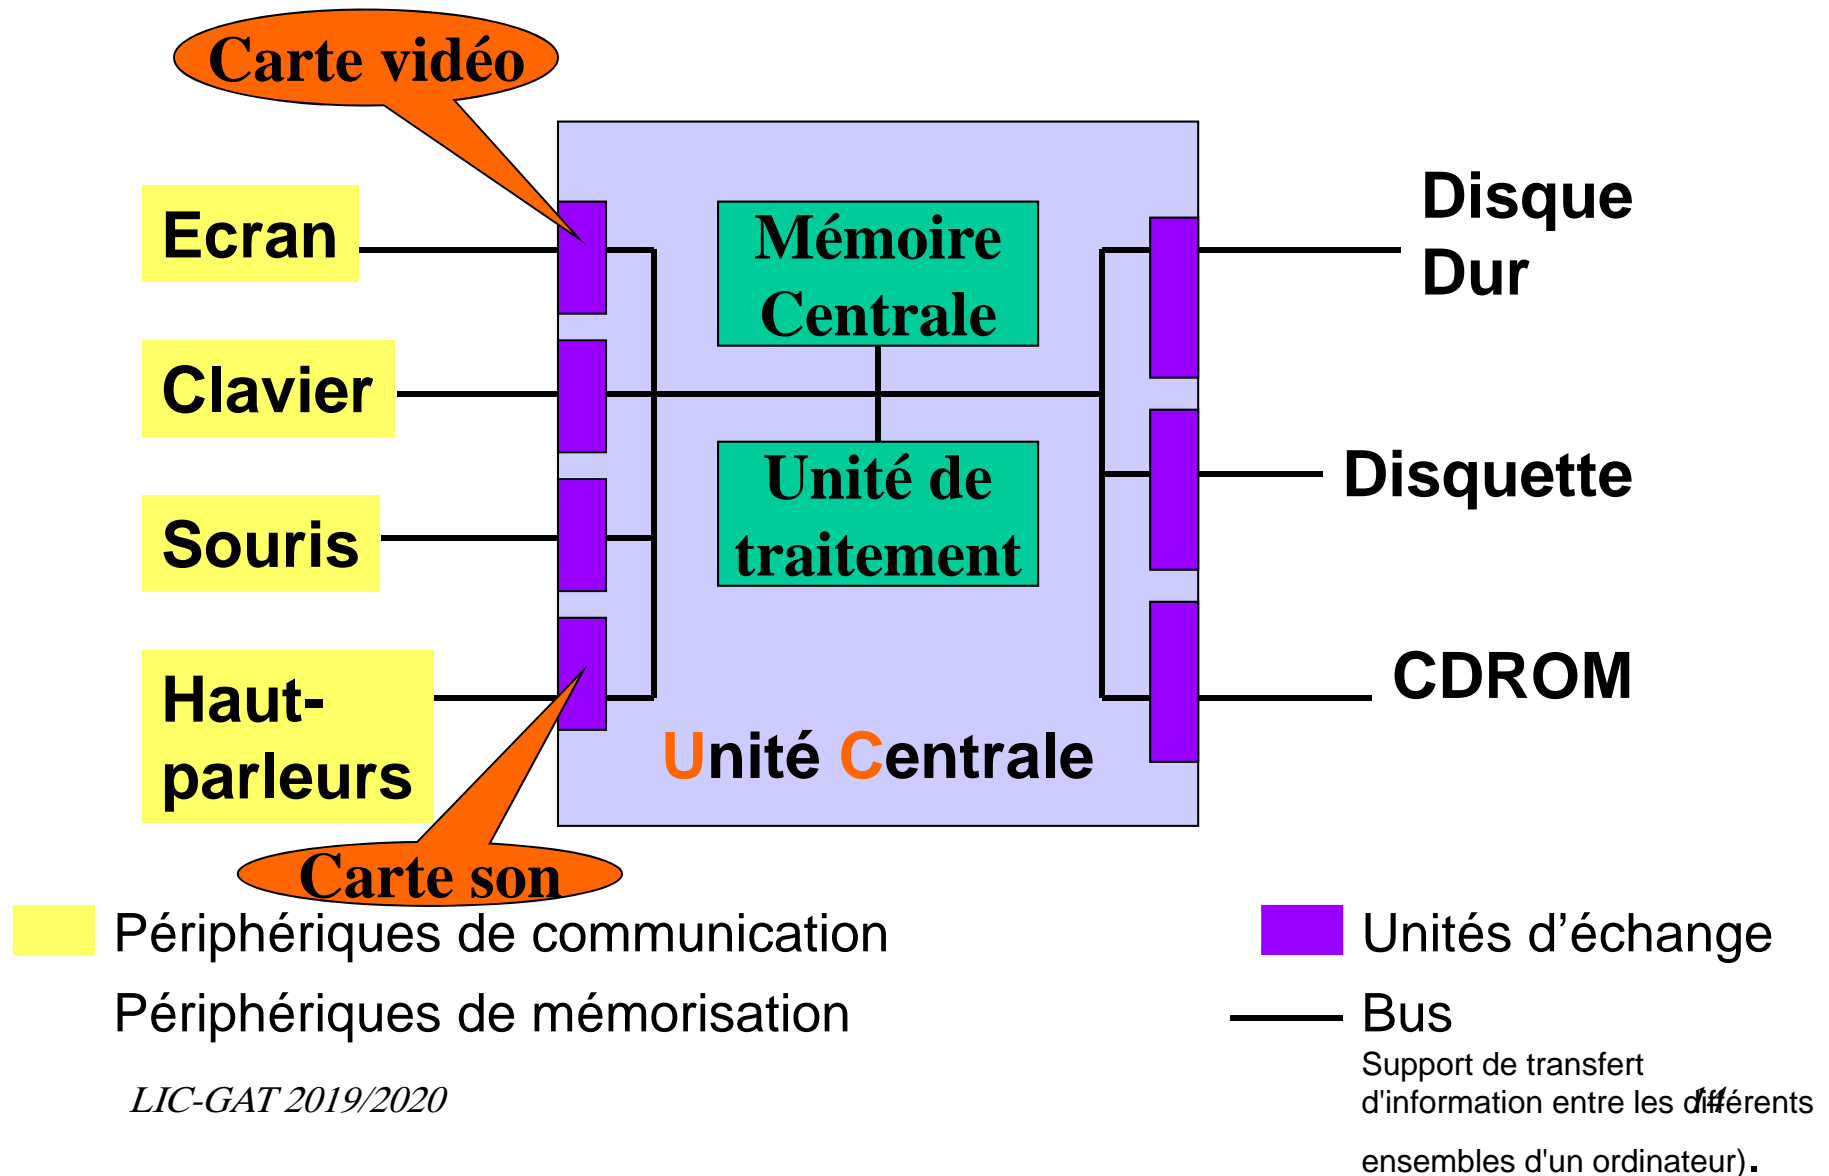 Carte vidéo
Ecran
Clavier
Souris
Haut-
parleurs
Carte son
Mémoire
Centrale
Unité de
traitement
Unité Centrale
Disque
Dur
Disquette
CDROM
Périphériques de communication
Périphériques de mémorisation
Unités d’échange
Bus
Support de transfert
d'information entre les différents
ensembles d'un ordinateur).
LIC-GAT 2019/2020
14